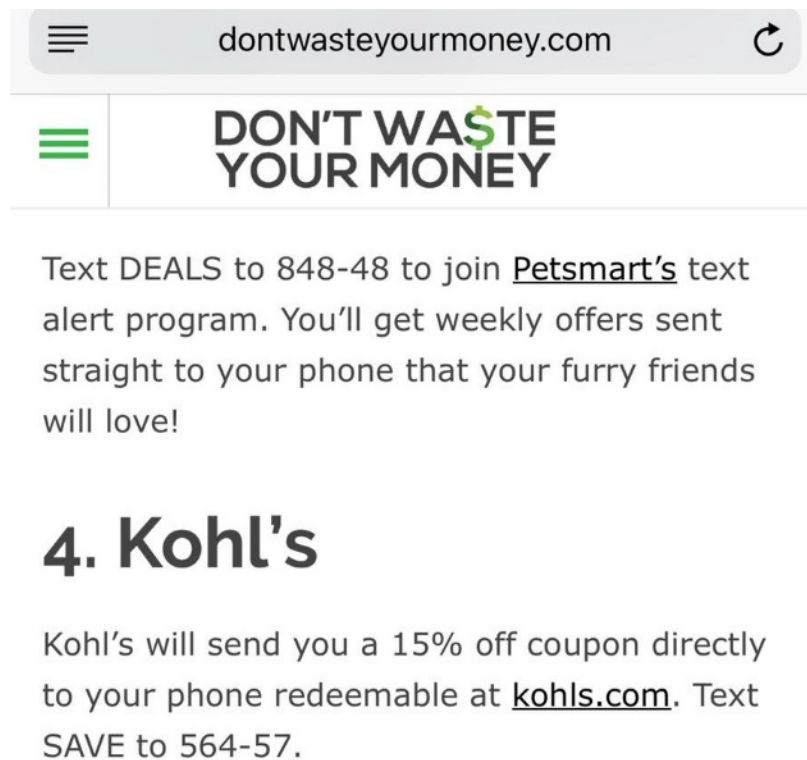 dontwasteyourmoney.com
DON'T WA$TE
YOUR MONEY
Text DEALS to 848-48 to join Petsmart’s text
alert program. You’ll get weekly offers sent
straight to your phone that your furry friends
will love!
4. Kohl’s
Kohl’s will send you a 15% off coupon directly
to your phone redeemable at kohls.com. Text
SAVE to 564-57.